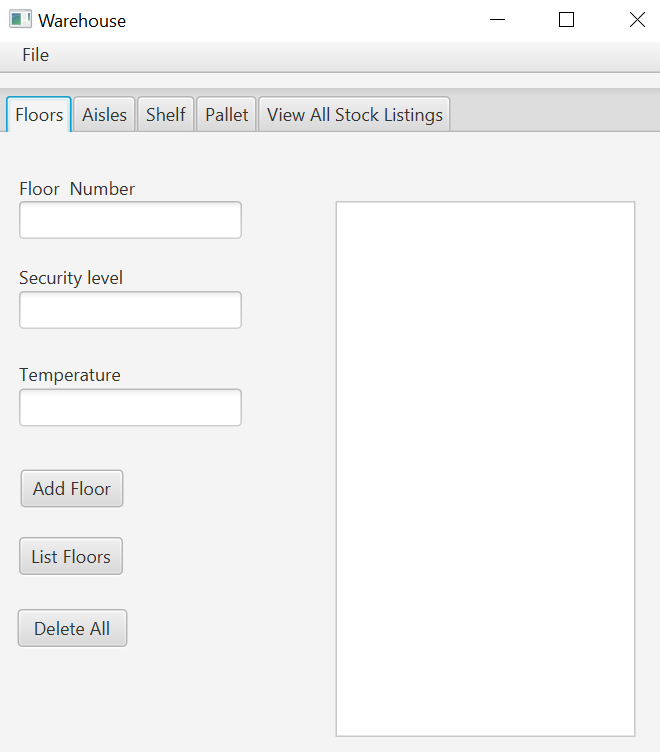 Warehouse
File
Floors Aisles Shelf Pallet View All Stock Listings
Floor Number
Security level
Temperature
Add Floor
List Floors
Delete All